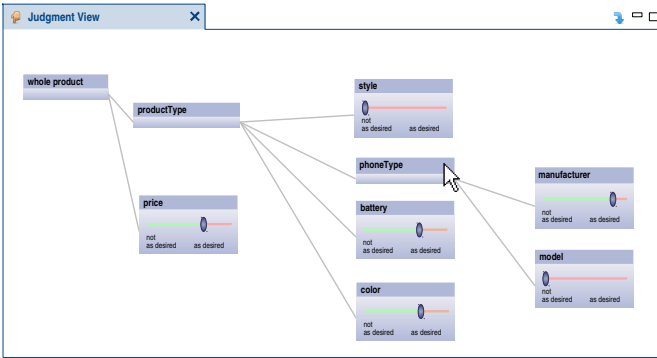 Judgment View
whole product
productType
price
not
as desired as desired
style
not
as desired as desired
phoneType
battery
not
as desired as desired
color
not
as desired as desired
manufacturer
not
as desired as desired
model
not
as desired as desired